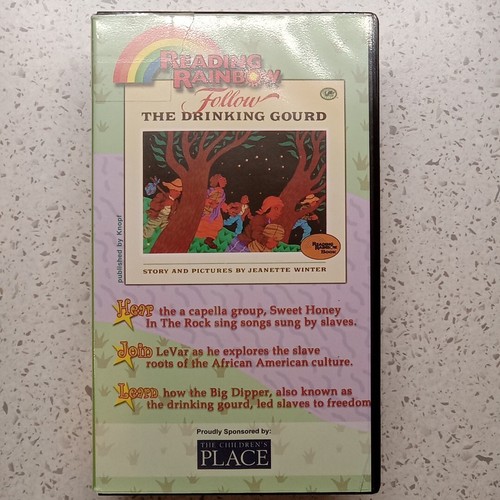 READING
RAINBOW
Follow
THE DRINKING GOURD
READING
RAINBOW
BOOK
STORY AND PICTURES BY JEANETTE WINTER
published by Knopf
Hear the a capella group, Sweet Honey
In The Rock sing songs sung by slaves.
Join LeVar as he explores the slave
roots of the African American culture.
Learn how the Big Dipper, also known as
the drinking gourd, led slaves to freedom
Proudly Sponsored by:
THE CHILDREN'S
PLACE